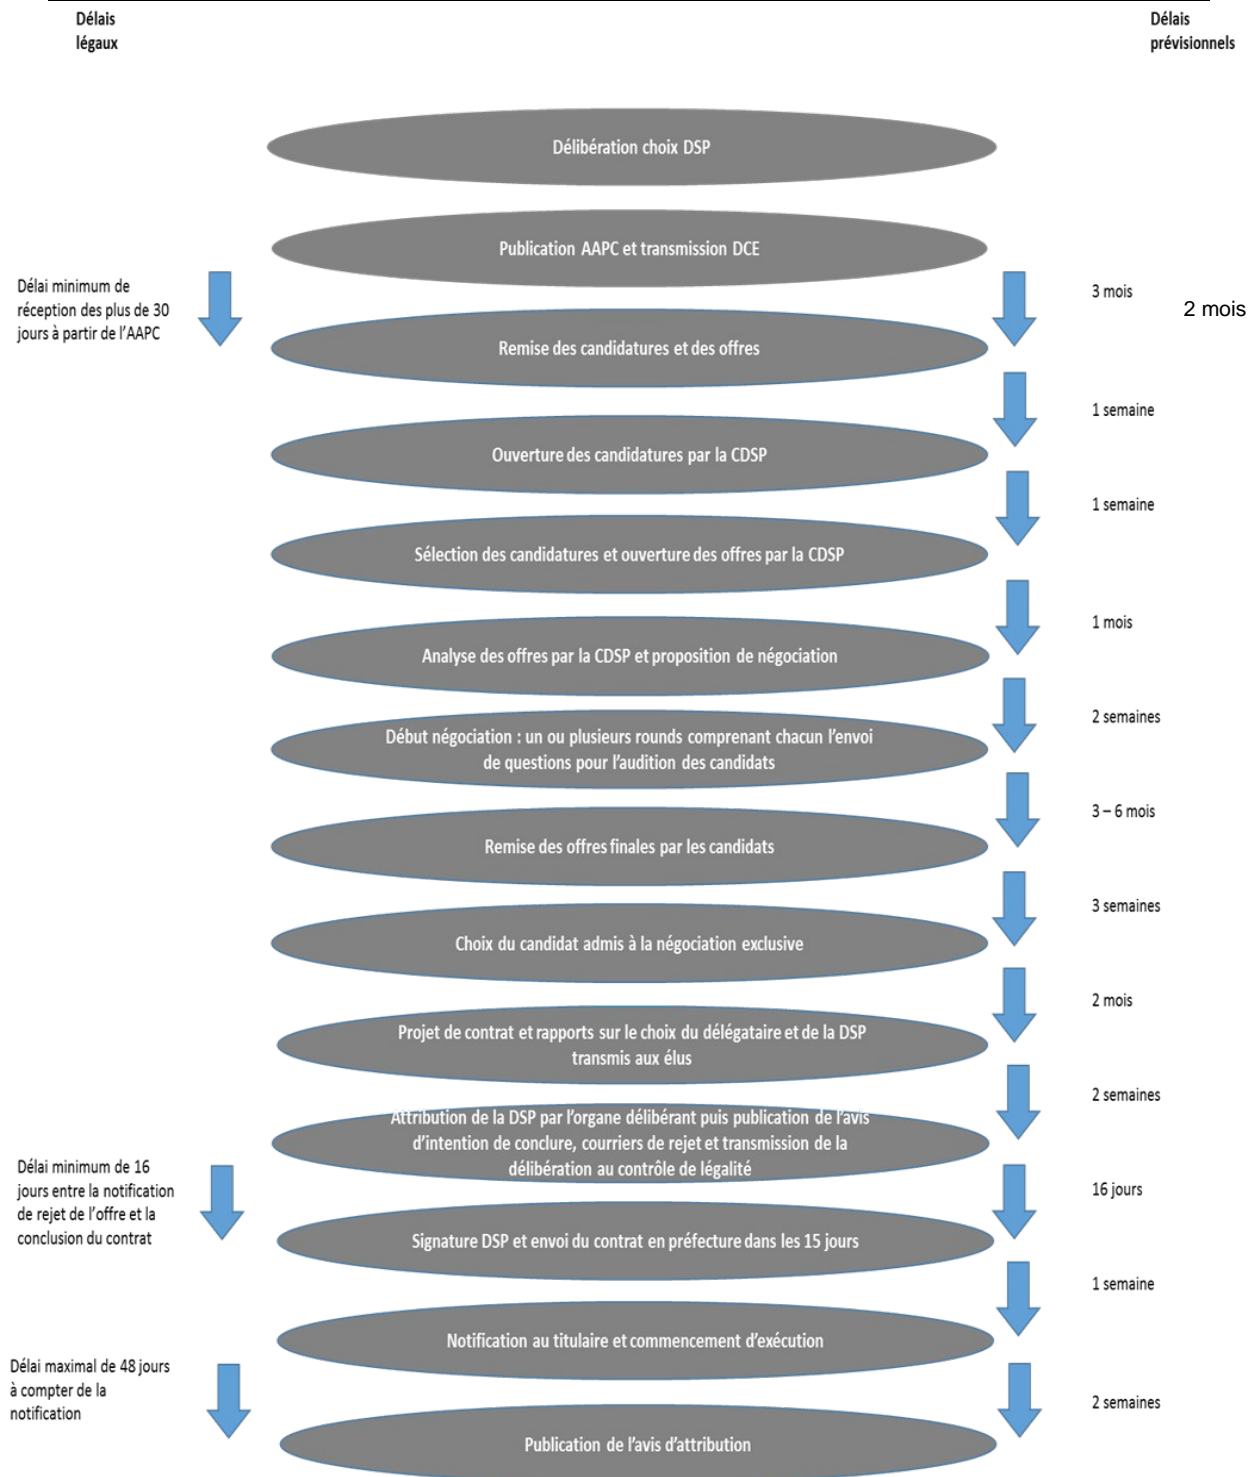 Délais
légaux
Délais
prévisionnels
Délibération choix DSP
Publication AAPC et transmission DCE
Délai minimum de
réception des plus de 30
jours à partir de l'AAPC
3 mois
2 mois
Remise des candidatures et des offres
1 semaine
Ouverture des candidatures par la CDSP
1 semaine
Sélection des candidatures et ouverture des offres par la CDSP
1 mois
Analyse des offres par la CDSP et proposition de négociation
2 semaines
Début négociation : un ou plusieurs rounds comprenant chacun l'envoi
de questions pour l'audition des candidats
3 – 6 mois
Remise des offres finales par les candidats
3 semaines
Choix du candidat admis à la négociation exclusive
2 mois
Projet de contrat et rapports sur le choix du délégataire et de la DSP
transmis aux élus
2 semaines
Attribution de la DSP par l'organe délibérant puis publication de l'avis
d'intention de conclure, courriers de rejet et transmission de la
délibération au contrôle de légalité
Délai minimum de 16
jours entre la notification
de rejet de l'offre et la
conclusion du contrat
16 jours
Signature DSP et envoi du contrat en préfecture dans les 15 jours
1 semaine
Notification au titulaire et commencement d'exécution
Délai maximal de 48 jours
à compter de la
notification
2 semaines
Publication de l'avis d'attribution